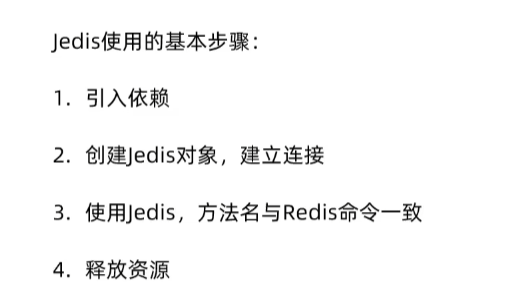 Jedis使用的基本步骤：
1. 引入依赖
2. 创建Jedis对象，建立连接
3. 使用Jedis，方法名与Redis命令一致
4. 释放资源